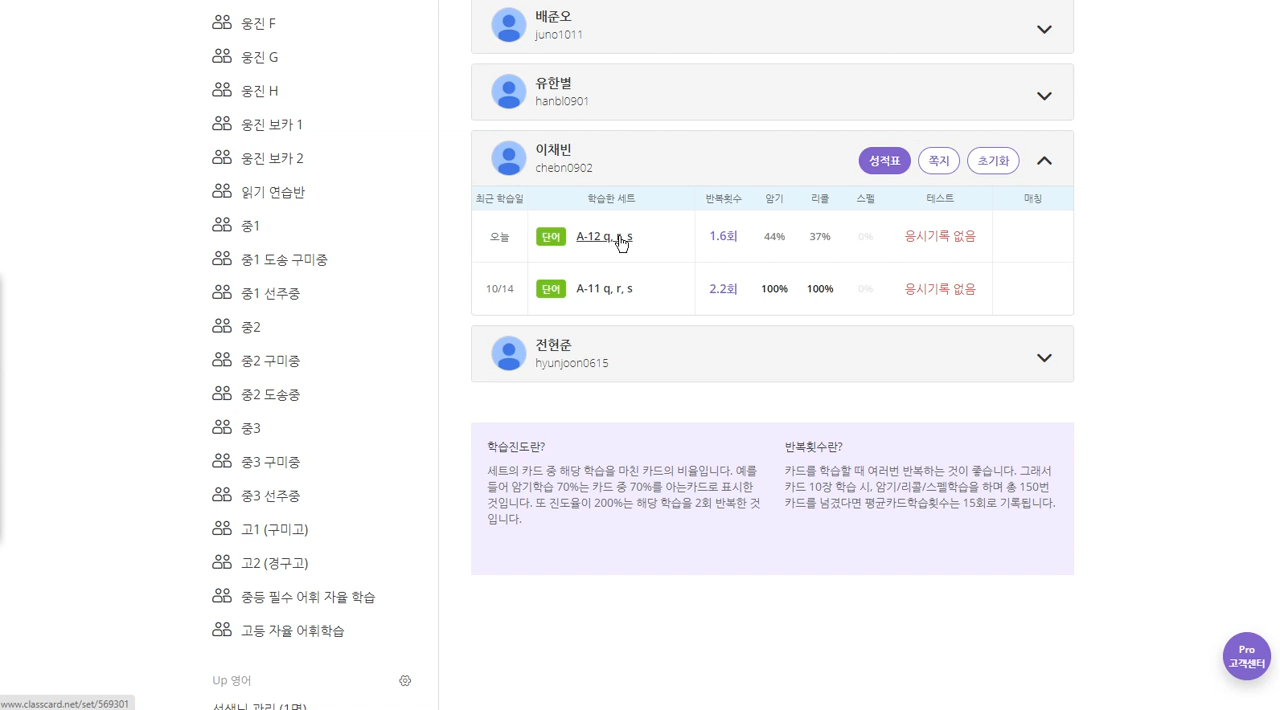 웅진 F
웅진 G
웅진 H
웅진 보카 1
웅진 보카 2
읽기 연습반
중1
중1 도송 구미중
중1 선주중
중2
중2 구미중
중2 도송중
중3
중3 구미중
중3 선주중
고1 (구미고)
고2 (경구고)
중등 필수 어휘 자율 학습
고등 자율 어휘학습
Up 영어
선생님 관리 (1명)
www.classcard.net/set/569301
배준오
juno1011
유한별
hanbl0901
이채빈
chebn0902
성적표 쪽지 초기화
최근 학습일 학습한 세트 반복횟수 암기 리콜 스펠 테스트 매칭
오늘 단어 A-12 q, r, s 1.6회 44% 37% 0% 응시기록 없음
10/14 단어 A-11 q, r, s 2.2회 100% 100% 0% 응시기록 없음
전현준
hyunjoon0615
학습진도란?
세트의 카드 중 해당 학습을 마친 카드의 비율입니다. 예를
들어 암기학습 70%는 카드 중 70%를 아는카드로 표시한
것입니다. 또 진도율이 200%는 해당 학습을 2회 반복한 것
입니다.
반복횟수란?
카드를 학습할 때 여러번 반복하는 것이 좋습니다. 그래서
카드 10장 학습 시, 암기/리콜/스펠학습을 하며 총 150번
카드를 넘겼다면 평균카드학습횟수는 15회로 기록됩니다.
Pro
고객센터